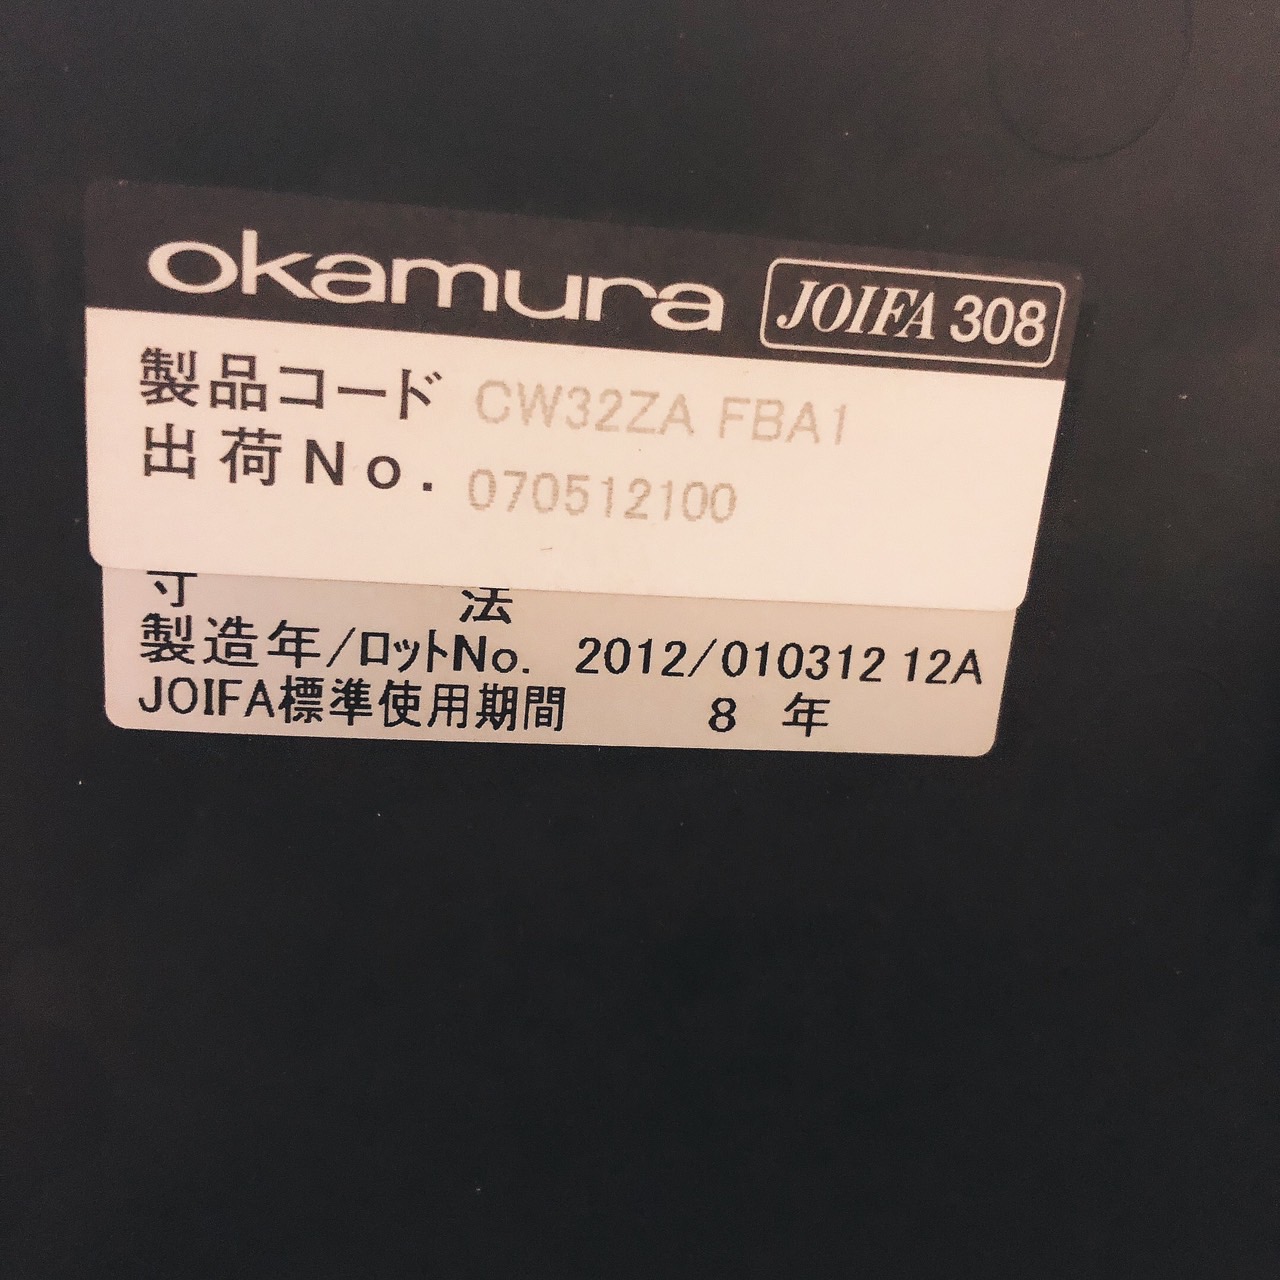 okamura JOIFA 308
製品コード CW32ZA FBA1
出荷No. 070512100
寸 法
製造年/ロットNo. 2012/010312 12A
JOIFA標準使用期間 8 年